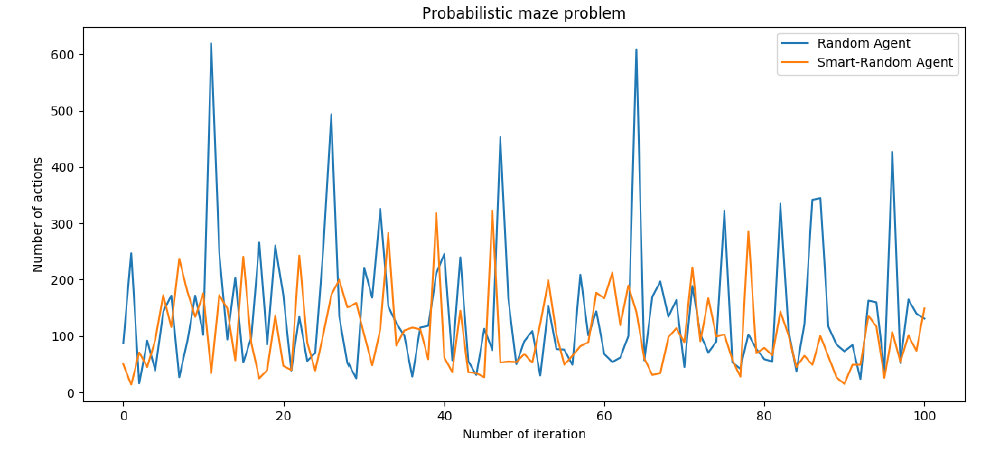 Probabilistic maze problem
Random Agent
Smart-Random Agent
Number of actions
600
500
400
300
200
100
0
0 20 40 60 80 100
Number of iteration